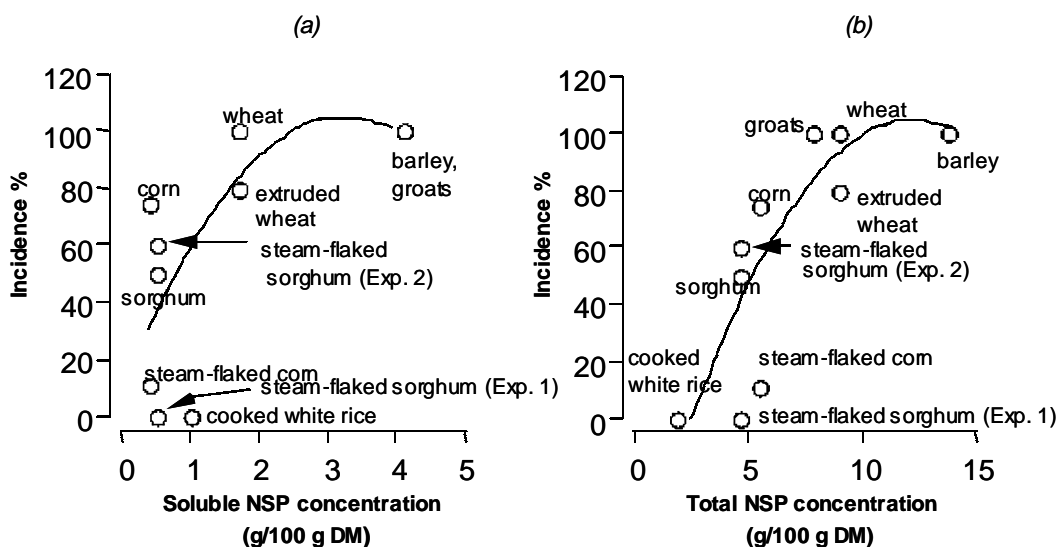 (a)
120
100
80
60
40
20
0
Incidence %
wheat
corn
extruded
wheat
barley,
groats
steam-flaked
sorghum (Exp. 2)
sorghum
steam-flaked corn
steam-flaked sorghum (Exp. 1)
cooked white rice
0 1 2 3 4 5
Soluble NSP concentration
(g/100 g DM)
(b)
120
100
80
60
40
20
0
Incidence %
groats
wheat
barley
corn
extruded
wheat
steam-flaked
sorghum (Exp. 2)
sorghum
cooked
white rice
steam-flaked corn
steam-flaked sorghum (Exp. 1)
0 5 10 15
Total NSP concentration
(g/100 g DM)